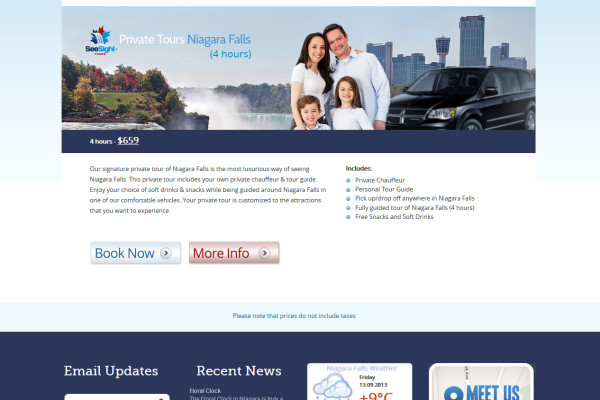 SeeSight
TOURS
Private Tours Niagara Falls
(4 hours)
4 hours - $659
Our signature private tour of Niagara Falls is the most luxurious way of seeing
Niagara Falls. This private tour includes your own private chauffeur & tour guide.
Enjoy your choice of soft drinks & snacks while being guided around Niagara Falls in
one of our comfortable vehicles. Your private tour is customized to the attractions
that you want to experience.
Includes:
Private Chauffeur
Personal Tour Guide
Pick up/drop off anywhere in Niagara Falls
Fully guided tour of Niagara Falls (4 hours)
Free Snacks and Soft Drinks
Book Now
More Info
Please note that prices do not include taxes
Email Updates
Recent News
Floral Clock
The Floral Clock in Niagara is truly a
Niagara Falls Weather
Friday
13.09.2013
+9°C
MEET US